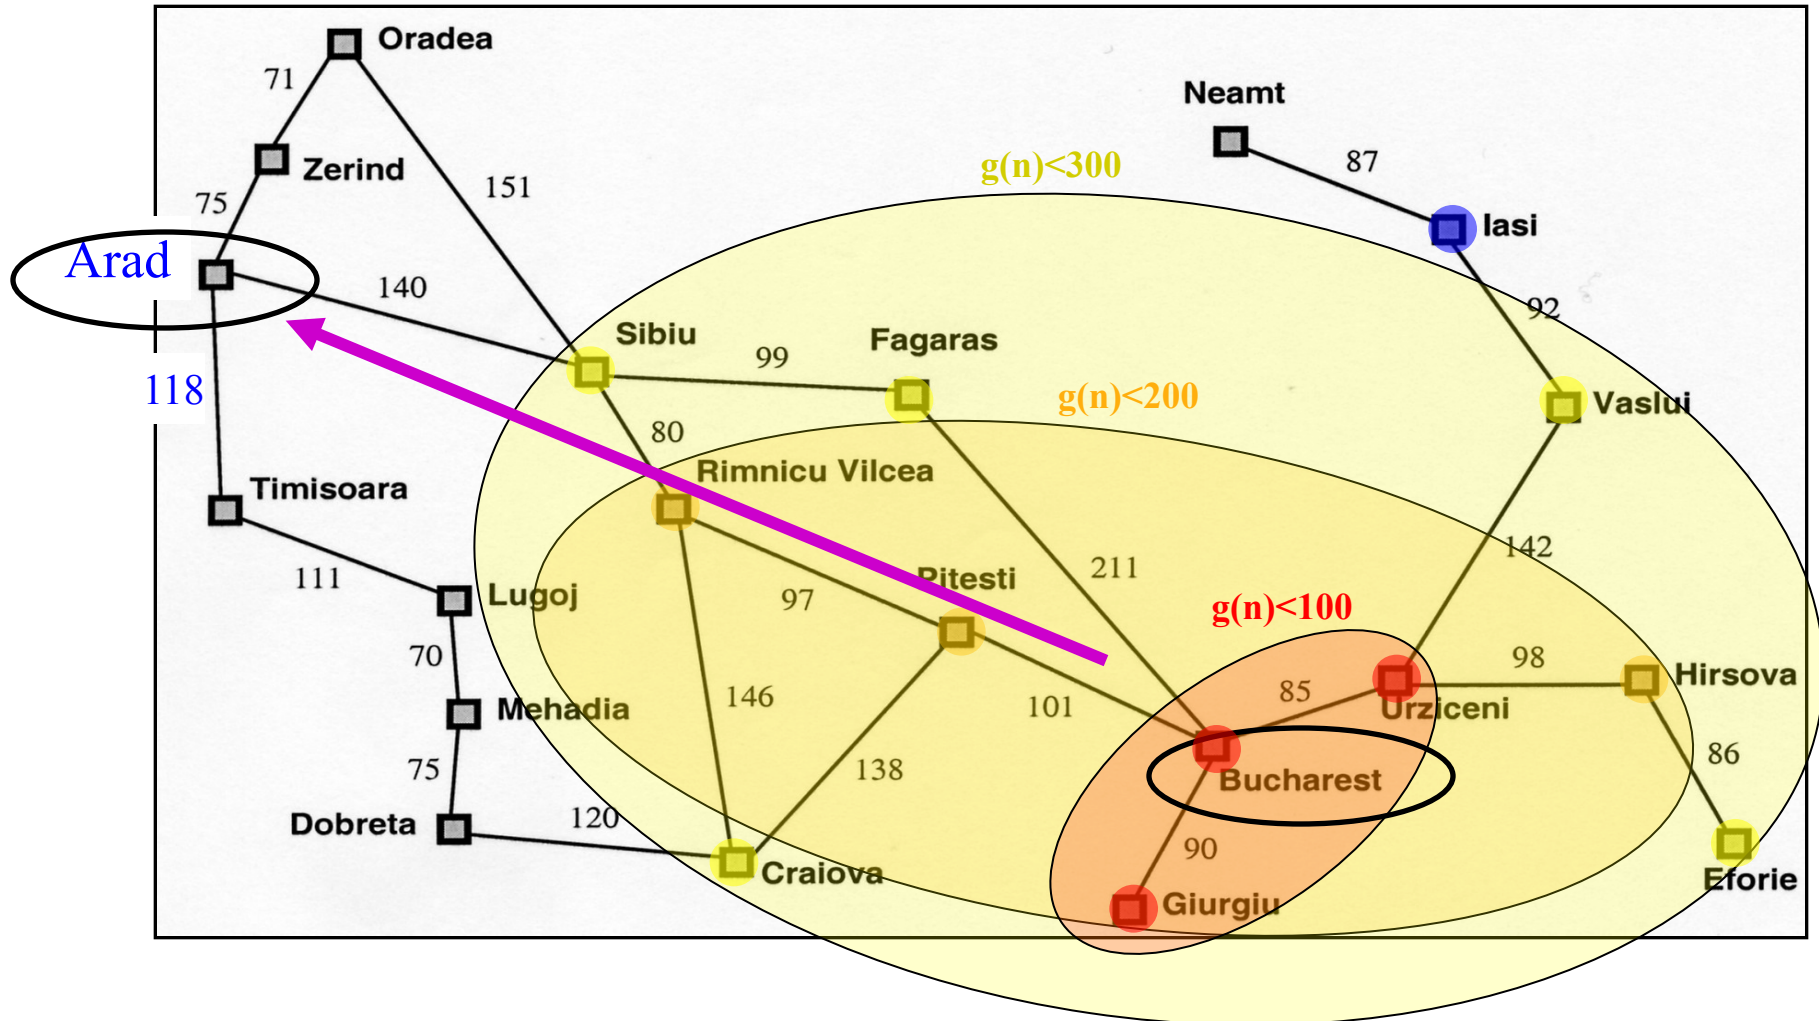 Oradea
71
Neamt
Zerind
g(n)<300
87
151
75
Iasi
Arad
140
92
Sibiu
Fagaras
99
118
g(n)<200
Vaslui
80
Rimnicu Vilcea
Timisoara
142
111
Pitesti
211
Lugoj
97
g(n)<100
70
98
Hirsova
146
101
85
Mehadia
Urziceni
86
75
138
Bucharest
Dobreta
120
90
Craiova
Eforie
Giurgiu